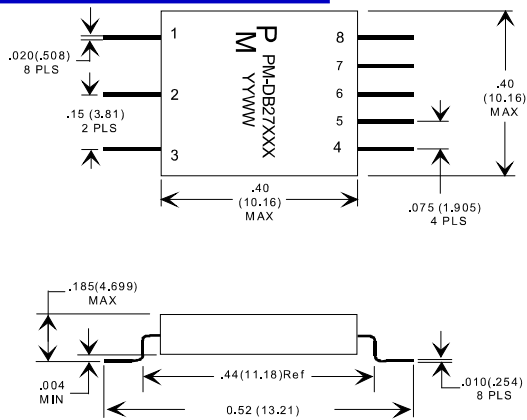 1
2
3
8
7
6
5
4
P
M
PM-DB27XXX
YYWW
.020(.508)
8 PLS
.15 (3.81)
2 PLS
.40
(10.16)
MAX
.40
(10.16)
MAX
.075 (1.905)
4 PLS
.185(4.699)
MAX
.004
MIN
.44(11.18)Ref
0.52 (13.21)
.010(.254)
8 PLS